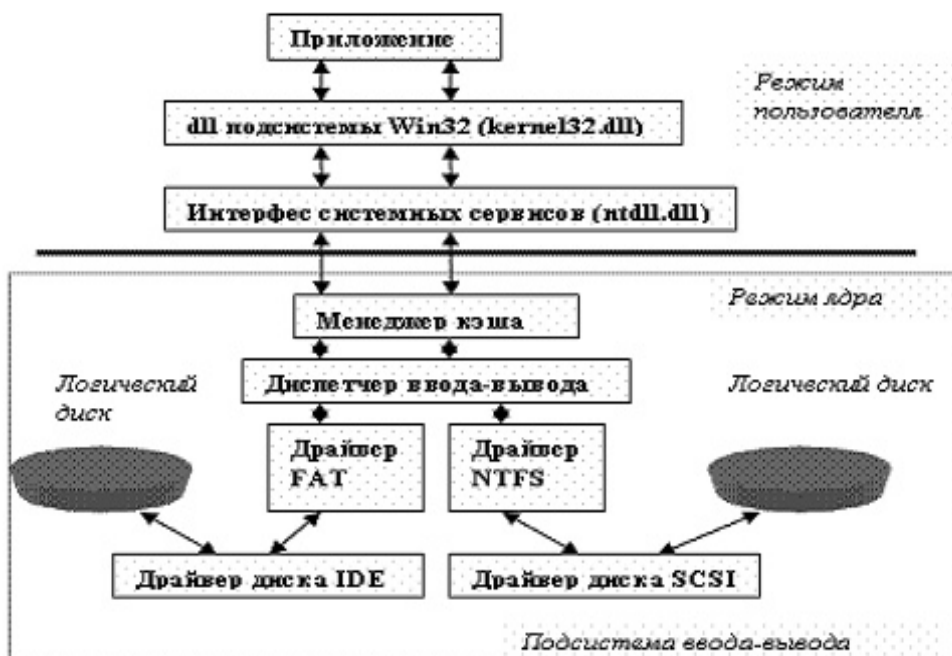 Приложение
Режим
пользователя
dll подсистемы Win32 (kernel32.dll)
Интерфес системных сервисов (ntdll.dll)
Режим ядра
Менеджер кэша
Диспетчер ввода-вывода
Логический
диск
Логический диск
Драйвер
FAT
Драйвер
NTFS
Драйвер диска IDE
Драйвер диска SCSI
Подсистема ввода-вывода